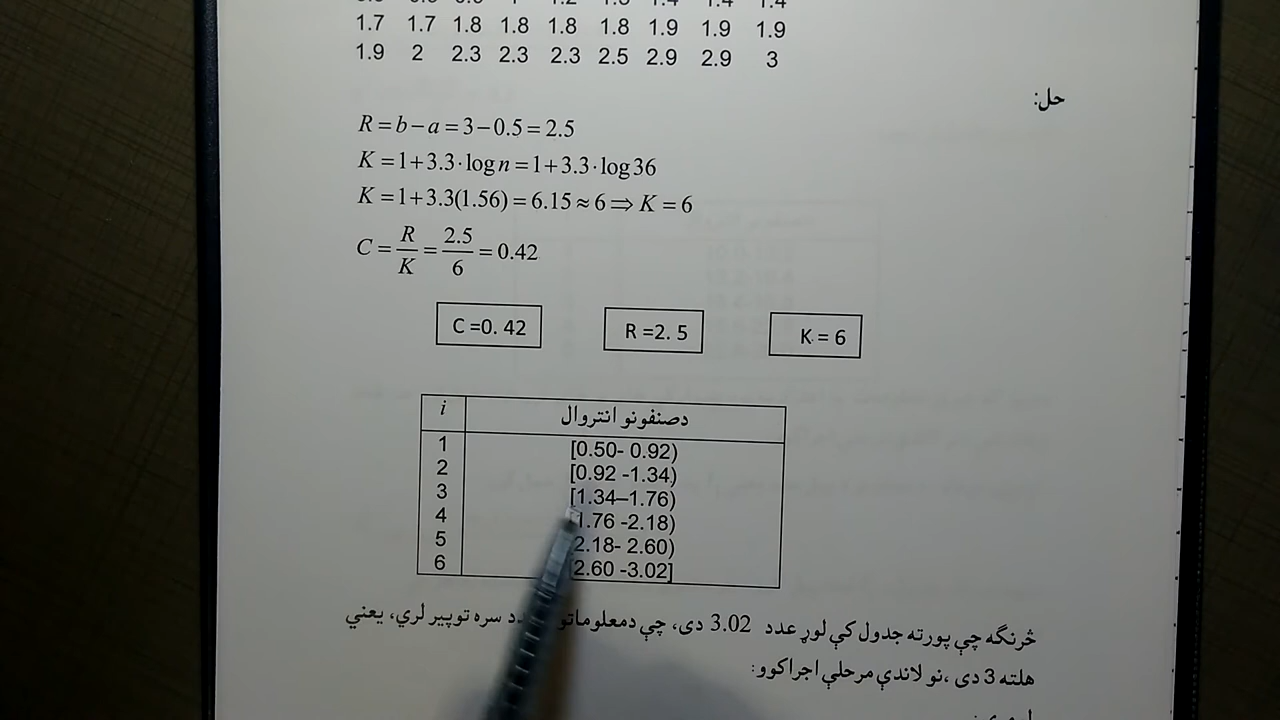 1.7 1.7 1.8 1.8 1.8 1.8 1.9 1.9 1.9
1.9 2 2.3 2.3 2.3 2.5 2.9 2.9 3
حل:
R = b − a = 3 − 0.5 = 2.5
K = 1 + 3.3 · log n = 1 + 3.3 · log 36
K = 1 + 3.3(1.56) = 6.15 ≈ 6 ⇒ K = 6
C = R/K = 2.5/6 = 0.42
C =0. 42 R =2. 5 K = 6
i دصنفونو انتروال
1 [0.50- 0.92)
2 [0.92 -1.34)
3 [1.34–1.76)
4 [1.76 -2.18)
5 [2.18- 2.60)
6 [2.60 -3.02]
څرنګه چې پورته جدول کې لوړ عدد 3.02 دی، چې دمعلوماتو سره توپیر لري، یعني
هلته 3 دی ،نو لاندې مرحلې اجراکوو: